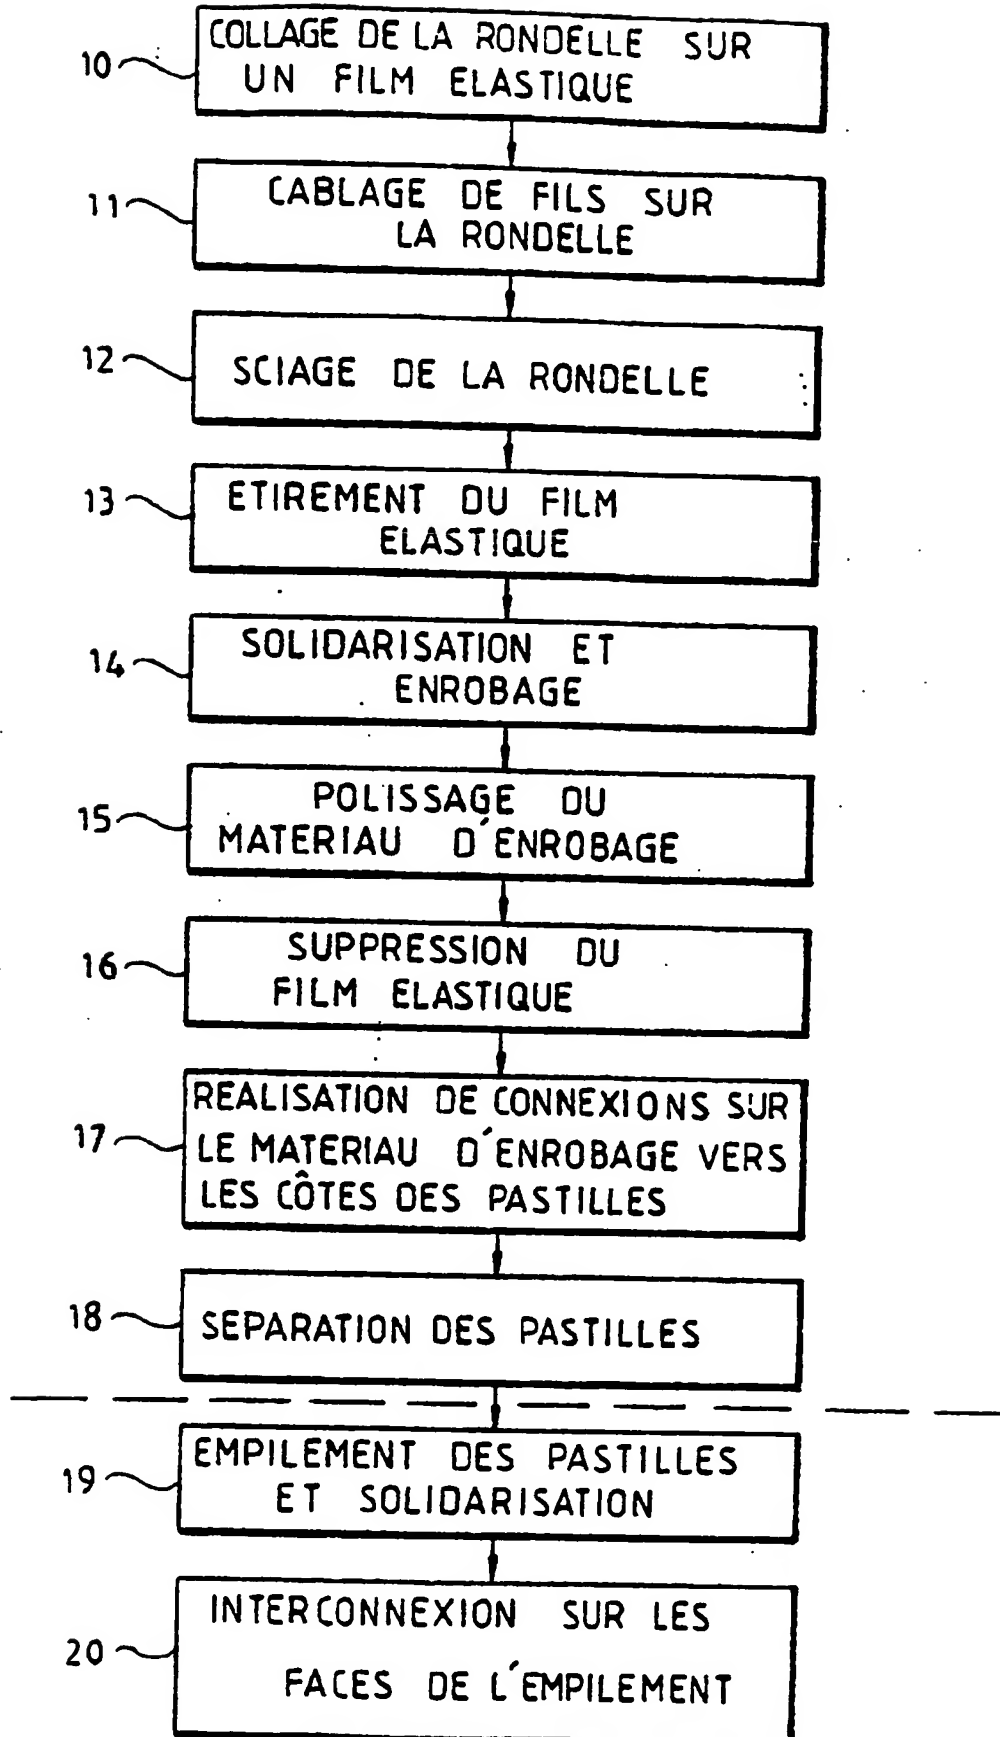 10
COLLAGE DE LA RONDELLE SUR
UN FILM ELASTIQUE
11
CABLAGE DE FILS SUR
LA RONDELLE
12
SCIAGE DE LA RONDELLE
13
ETIREMENT DU FILM
ELASTIQUE
14
SOLIDARISATION ET
ENROBAGE
15
POLISSAGE DU
MATERIAU D'ENROBAGE
16
SUPPRESSION DU
FILM ELASTIQUE
17
REALISATION DE CONNEXIONS SUR
LE MATERIAU D'ENROBAGE VERS
LES CÔTES DES PASTILLES
18
SEPARATION DES PASTILLES
19
EMPILEMENT DES PASTILLES
ET SOLIDARISATION
20
INTERCONNEXION SUR LES
FACES DE L'EMPILEMENT